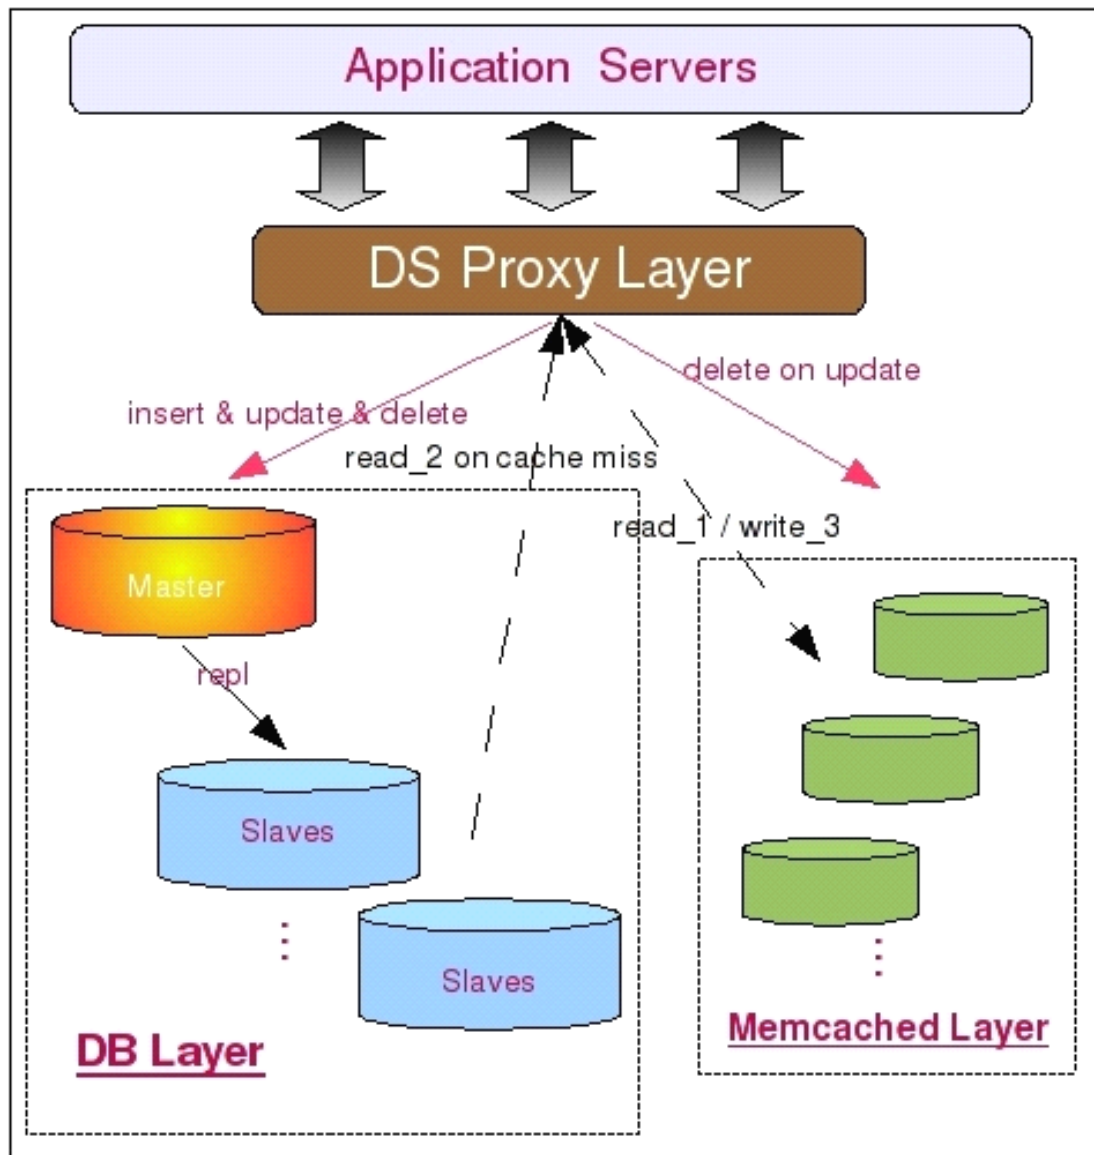 Application Servers
DS Proxy Layer
delete on update
insert & update & delete
read_2 on cache miss
read_1 / write_3
Master
repl
Slaves
Slaves
Memcached Layer
DB Layer